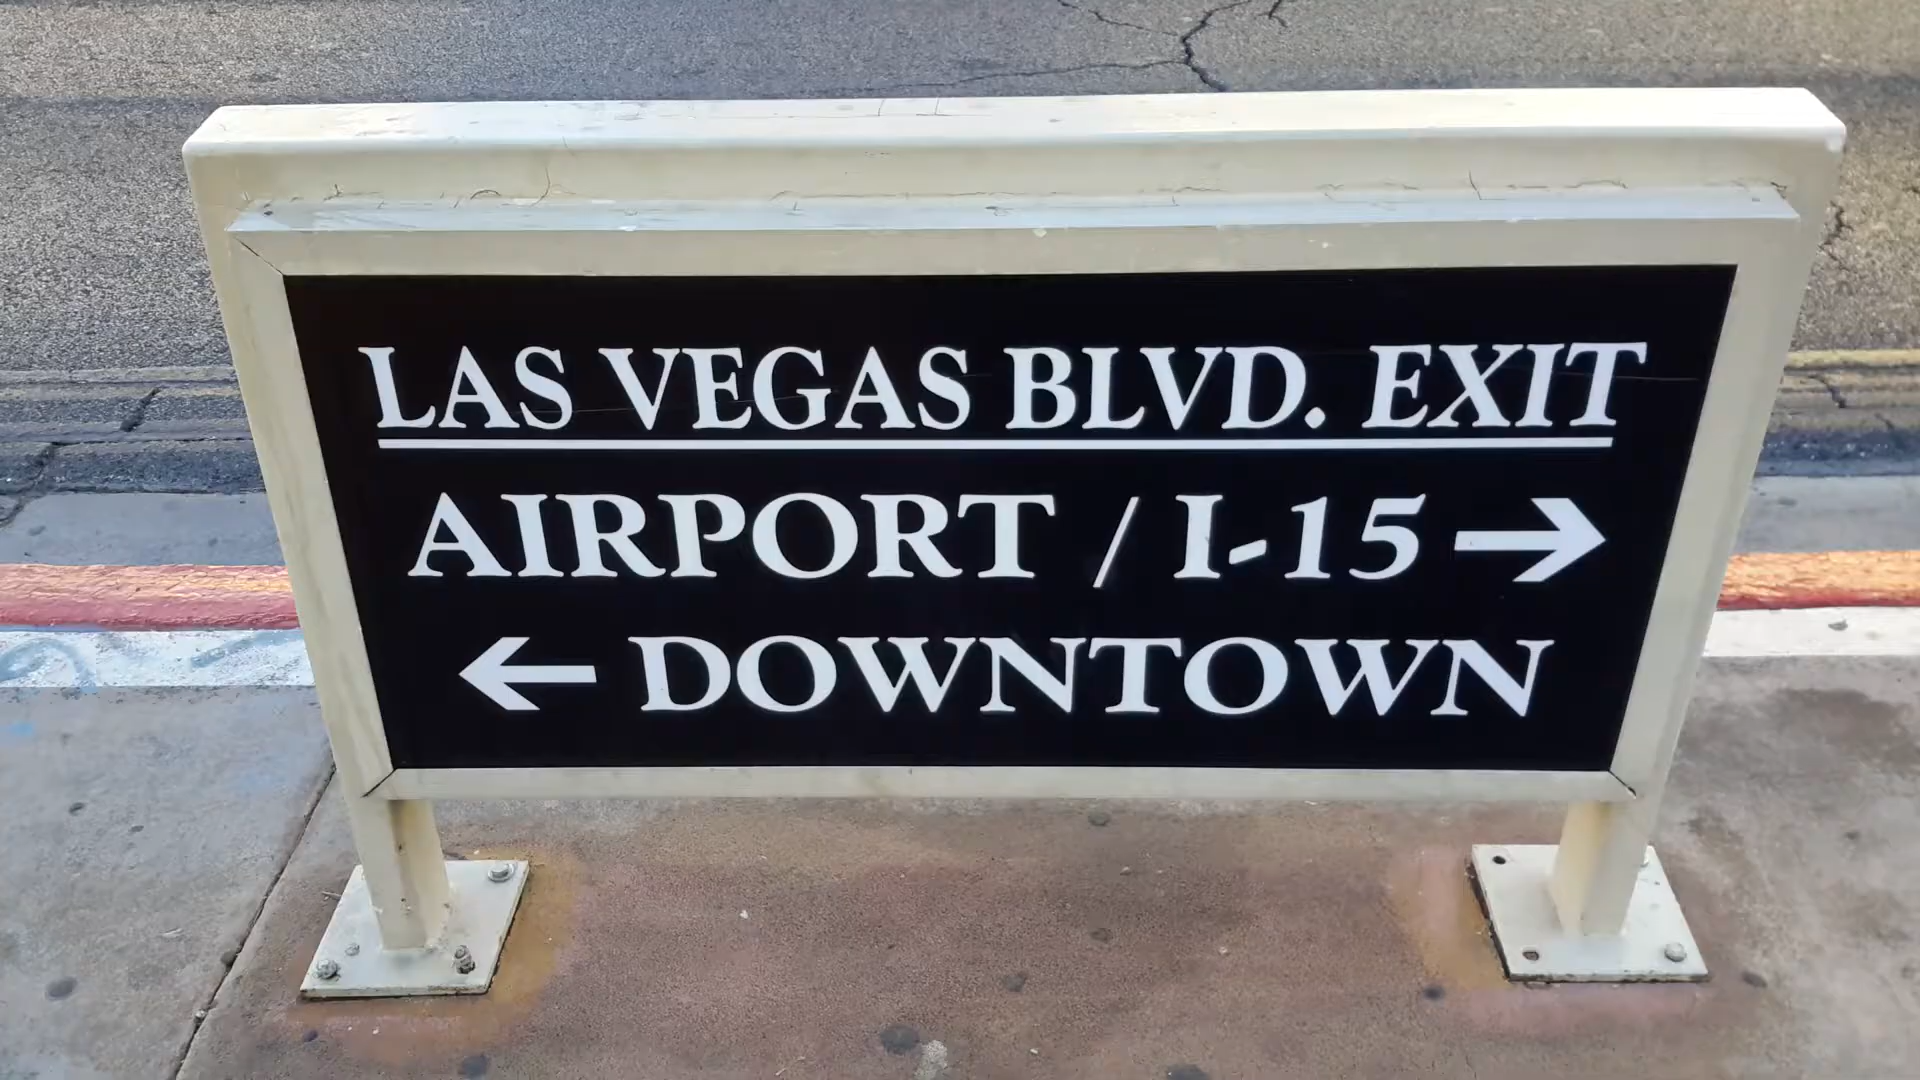 LAS VEGAS BLVD. EXIT
AIRPORT / I-15 →
← DOWNTOWN